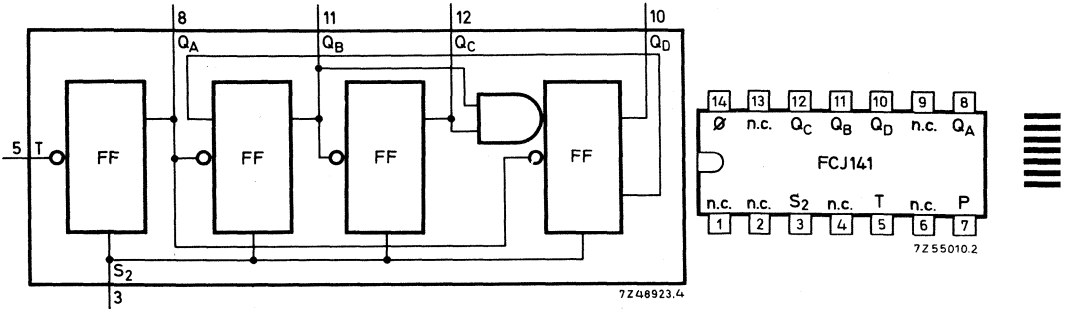 8 11 12 10
QA QB QC QD
5 T FF FF FF FF
S2
3
7Z48923.4
14 13 12 11 10 9 8
Ø n.c. QC QB QD n.c. QA
FCJ141
n.c. n.c. S2 n.c. T n.c. P
1 2 3 4 5 6 7
7Z55010.2